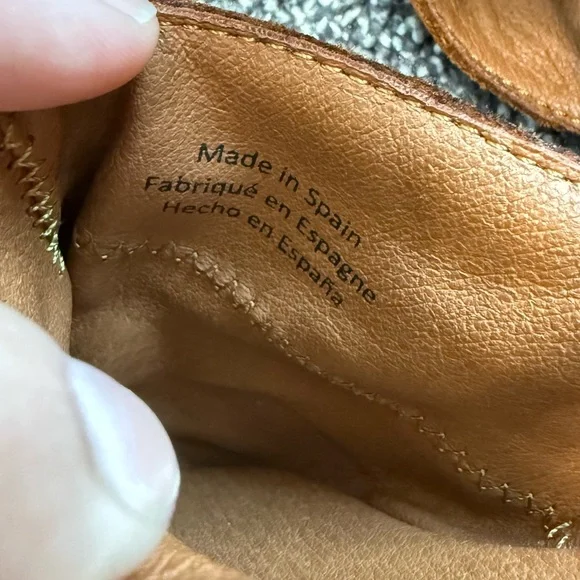 Made in Spain
Fabriqué en Espagne
Hecho en España